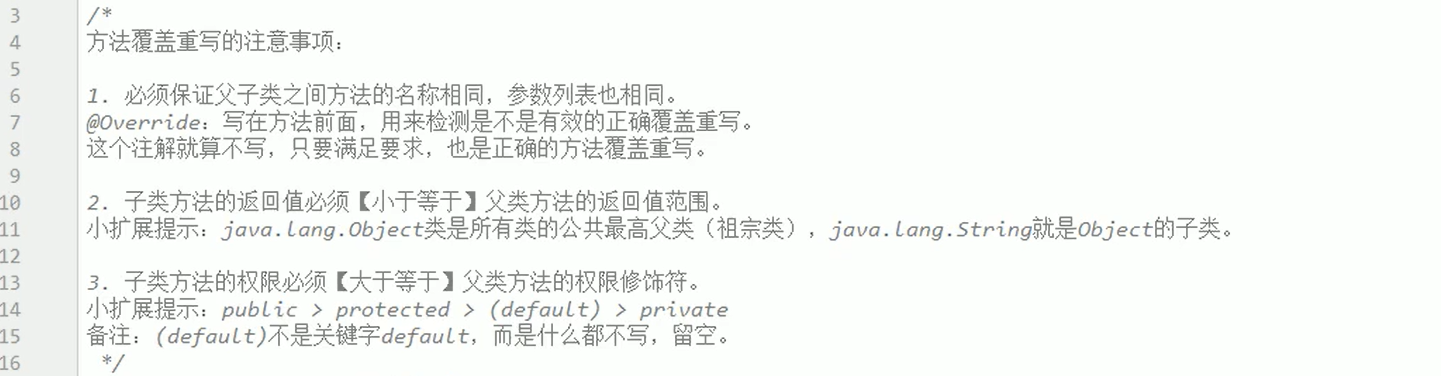 3 /*
4 方法覆盖重写的注意事项：
5
6 1. 必须保证父子类之间方法的名称相同，参数列表也相同。
7 @Override：写在方法前面，用来检测是不是有效的正确覆盖重写。
8 这个注解就算不写，只要满足要求，也是正确的方法覆盖重写。
9
10 2. 子类方法的返回值必须【小于等于】父类方法的返回值范围。
11 小扩展提示：java.lang.Object类是所有类的公共最高父类（祖宗类），java.lang.String就是Object的子类。
12
13 3. 子类方法的权限必须【大于等于】父类方法的权限修饰符。
14 小扩展提示：public > protected > (default) > private
15 备注：(default)不是关键字default，而是什么都不写，留空。
16 */